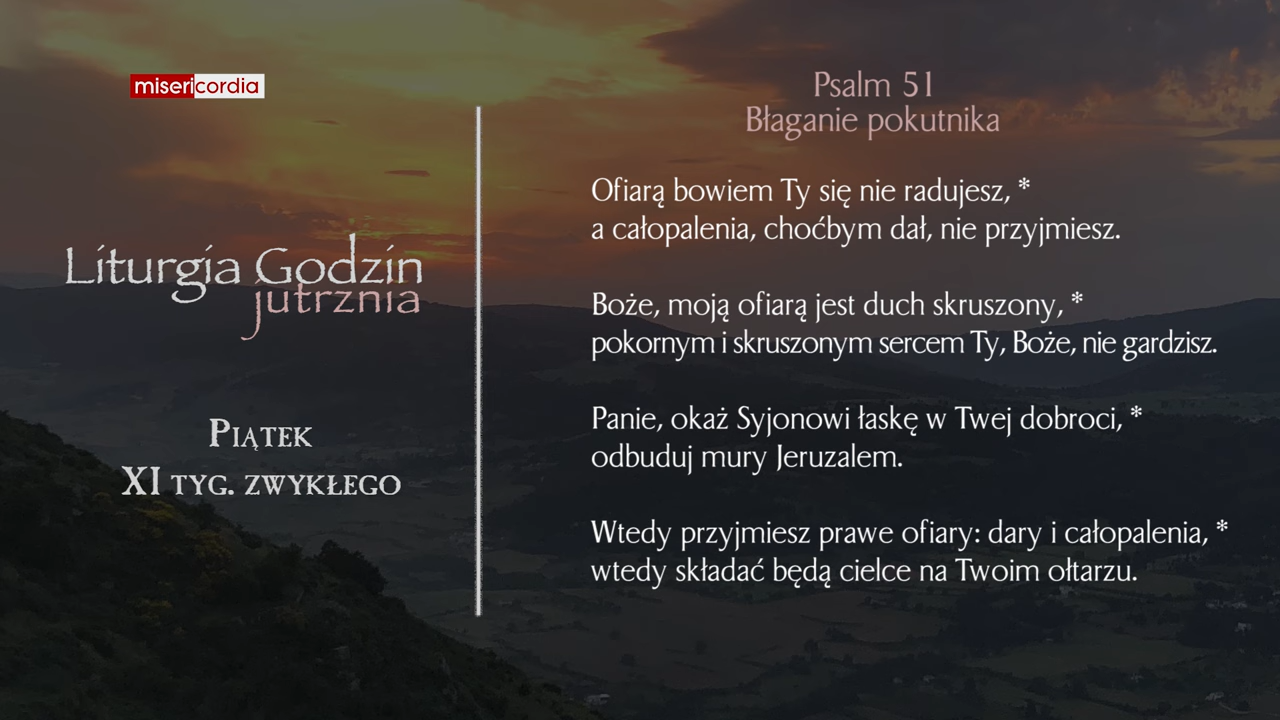 misericordia
Liturgia Godzin
jutrznia
Piątek
XI tyg. zwykłego
Psalm 51
Błaganie pokutnika
Ofiarą bowiem Ty się nie radujesz, *
a całopalenia, choćbym dał, nie przyjmiesz.
Boże, moją ofiarą jest duch skruszony, *
pokornym i skruszonym sercem Ty, Boże, nie gardzisz.
Panie, okaż Syjonowi łaskę w Twej dobroci, *
odbuduj mury Jeruzalem.
Wtedy przyjmiesz prawe ofiary: dary i całopalenia, *
wtedy składać będą cielce na Twoim ołtarzu.